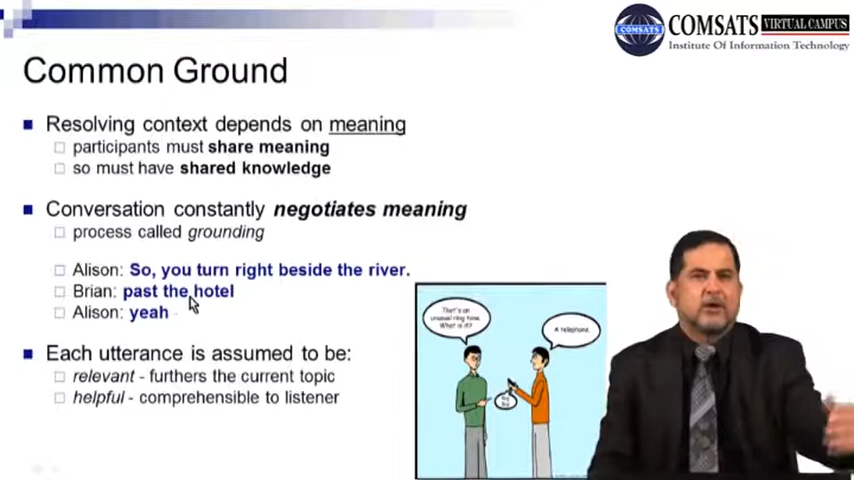 COMSATS
COMSATS VIRTUAL CAMPUS
Institute Of Information Technology
Common Ground
Resolving context depends on meaning
participants must share meaning
so must have shared knowledge
Conversation constantly negotiates meaning
process called grounding
Alison: So, you turn right beside the river.
Brian: past the hotel
Alison: yeah
Each utterance is assumed to be:
relevant - furthers the current topic
helpful - comprehensible to listener
That's an
unusual ring tone.
What is it?
A telephone.